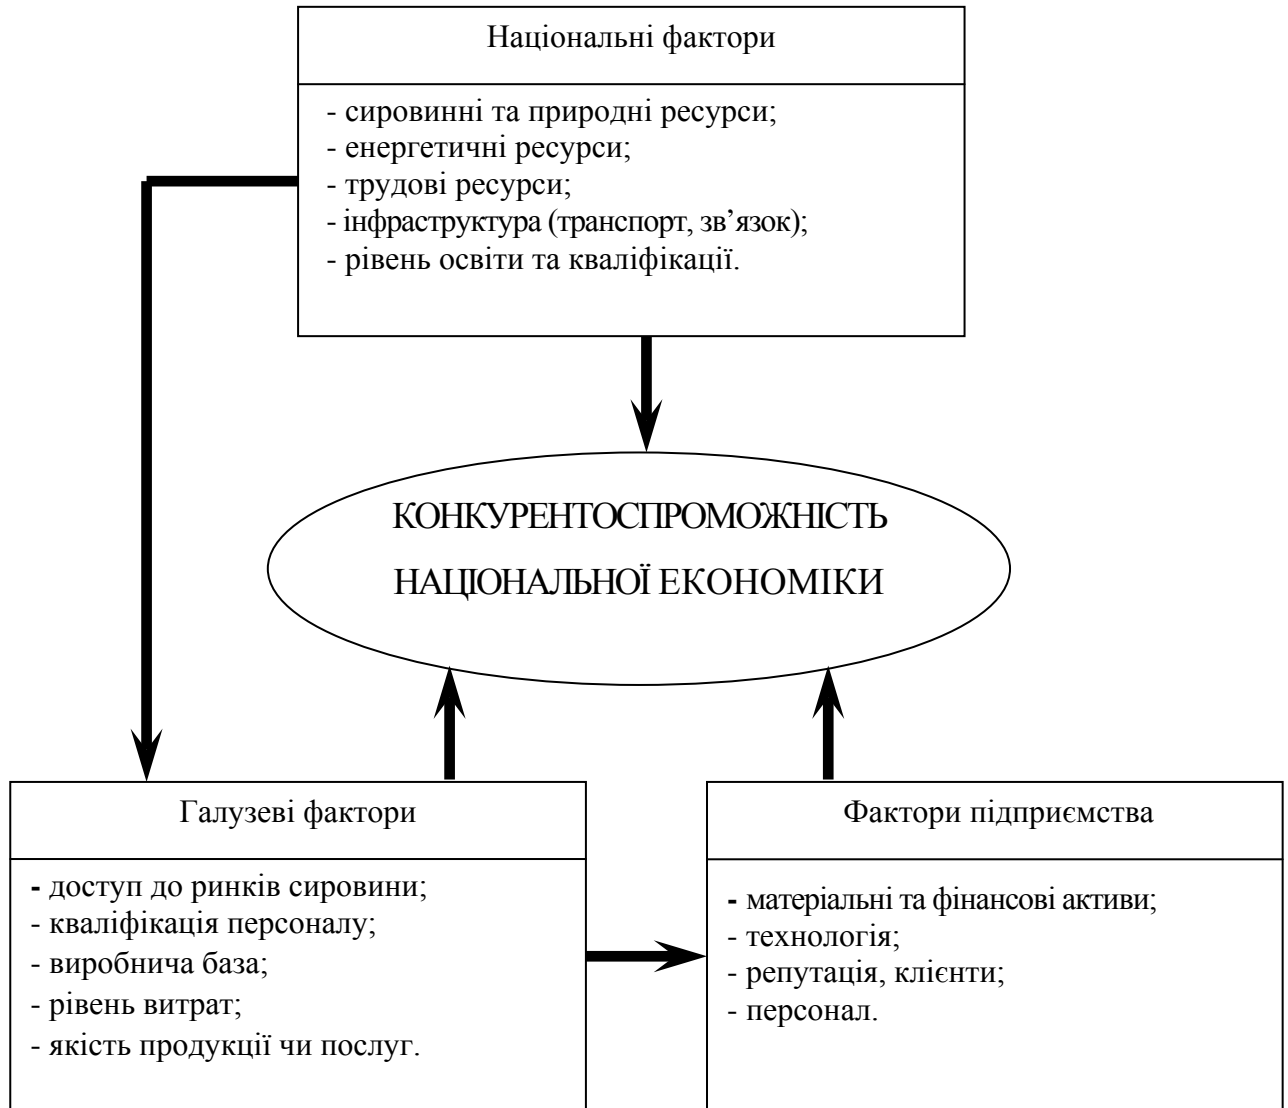 Національні фактори
- сировинні та природні ресурси;
- енергетичні ресурси;
- трудові ресурси;
- інфраструктура (транспорт, зв’язок);
- рівень освіти та кваліфікації.
КОНКУРЕНТОСПРОМОЖНІСТЬ
НАЦІОНАЛЬНОЇ ЕКОНОМІКИ
Галузеві фактори
- доступ до ринків сировини;
- кваліфікація персоналу;
- виробнича база;
- рівень витрат;
- якість продукції чи послуг.
Фактори підприємства
- матеріальні та фінансові активи;
- технологія;
- репутація, клієнти;
- персонал.